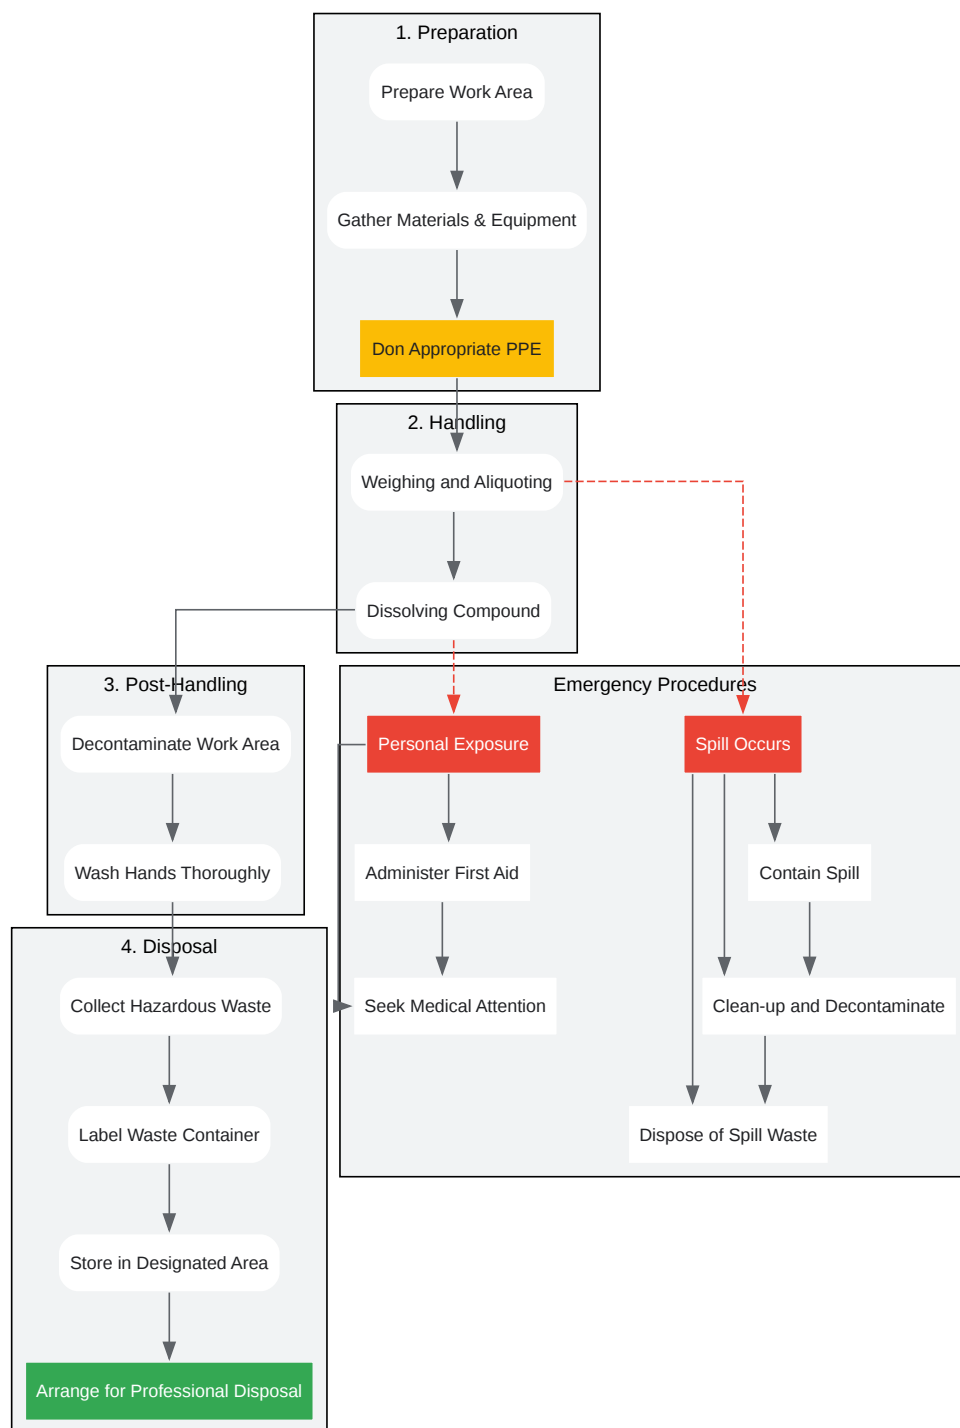 1. Preparation
Prepare Work Area
Gather Materials & Equipment
Don Appropriate PPE
2. Handling
Weighing and Aliquoting
Dissolving Compound
3. Post-Handling
Decontaminate Work Area
Wash Hands Thoroughly
4. Disposal
Collect Hazardous Waste
Label Waste Container
Store in Designated Area
Arrange for Professional Disposal
Emergency Procedures
Personal Exposure
Administer First Aid
Seek Medical Attention
Spill Occurs
Contain Spill
Clean-up and Decontaminate
Dispose of Spill Waste